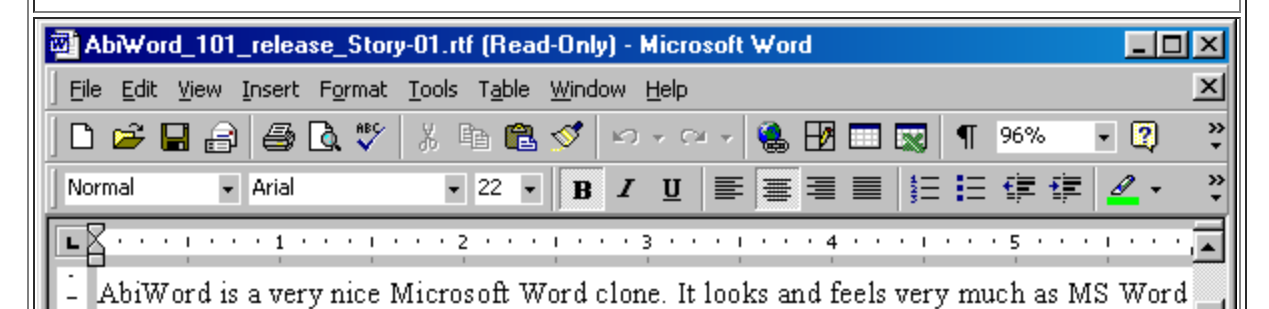 AbiWord_101_release_Story-01.rtf (Read-Only) - Microsoft Word
File Edit View Insert Format Tools Table Window Help
ABC ¶ 96% ?
Normal Arial 22 B I U
L 1 2 3 4 5
AbiWord is a very nice Microsoft Word clone. It looks and feels very much as MS Word